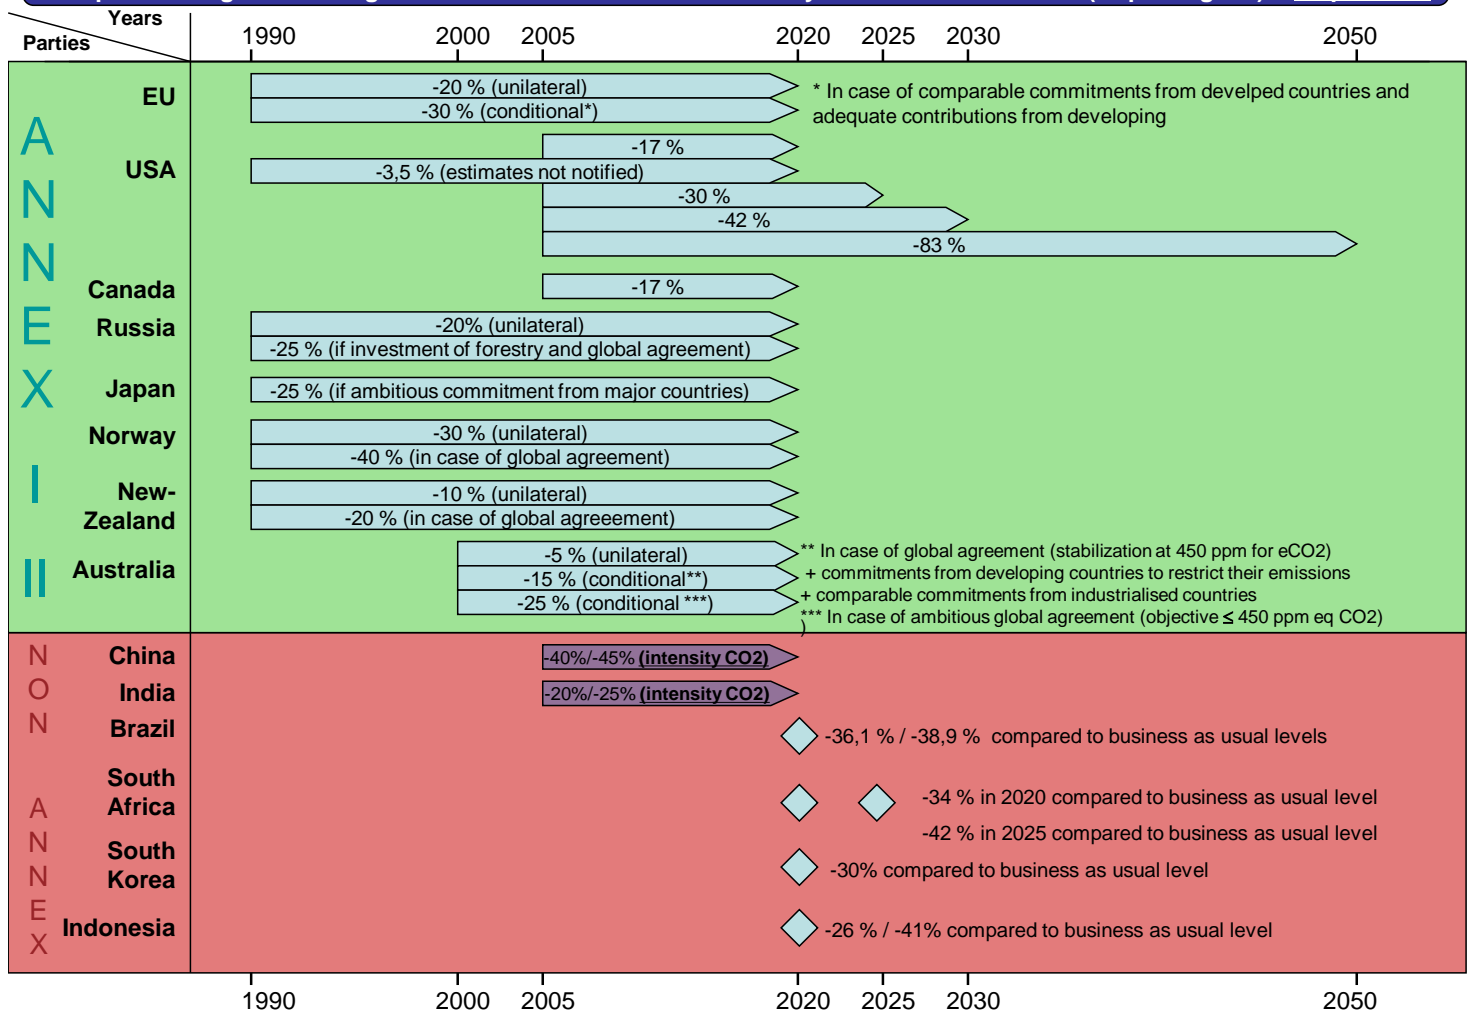 Years
Parties
1990 2000 2005 2020 2025 2030 2050
ANNEX I
II
EU
-20 % (unilateral)
-30 % (conditional*)
* In case of comparable commitments from develped countries and
adequate contributions from developing
USA
-17 %
-3,5 % (estimates not notified)
-30 %
-42 %
-83 %
Canada
-17 %
Russia
-20% (unilateral)
-25 % (if investment of forestry and global agreement)
Japan
-25 % (if ambitious commitment from major countries)
Norway
-30 % (unilateral)
-40 % (in case of global agreement)
New-
Zealand
-10 % (unilateral)
-20 % (in case of global agreeement)
Australia
-5 % (unilateral)
-15 % (conditional**)
-25 % (conditional ***)
** In case of global agreement (stabilization at 450 ppm for eCO2)
+ commitments from developing countries to restrict their emissions
+ comparable commitments from industrialised countries
*** In case of ambitious global agreement (objective ≤ 450 ppm eq CO2)
)
NON ANNEX
China
-40%/-45% (intensity CO2)
India
-20%/-25% (intensity CO2)
Brazil
-36,1 % / -38,9 % compared to business as usual levels
South
Africa
-34 % in 2020 compared to business as usual level
-42 % in 2025 compared to business as usual level
South
Korea
-30% compared to business as usual level
Indonesia
-26 % / -41% compared to business as usual level
1990 2000 2005 2020 2025 2030 2050